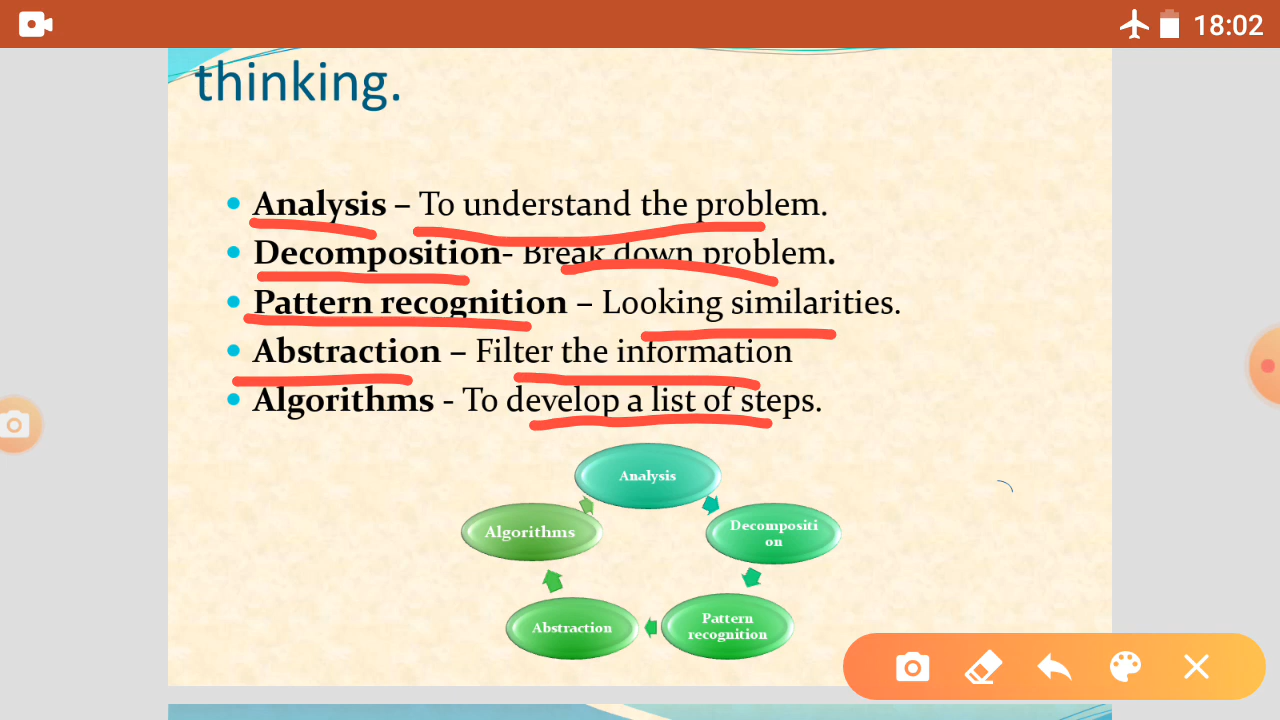 18:02
thinking.
• Analysis – To understand the problem.
• Decomposition- Break down problem.
• Pattern recognition – Looking similarities.
• Abstraction – Filter the information
• Algorithms - To develop a list of steps.
Analysis
Algorithms
Decompositi
on
Abstraction
Pattern
recognition